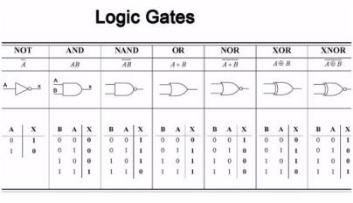 Logic Gates
NOT AND NAND OR NOR XOR XNOR
A̅ AB A̅B̅ A + B A̅ ̅+̅ ̅B̅ A ⊕ B A̅ ̅⊕̅ ̅B̅
A x A B x
A X B A X B A X B A X B A X B A X B A X
0 1 0 0 0 0 0 1 0 0 0 0 0 1 0 0 0 0 0 1
1 0 0 1 0 0 1 1 0 1 1 0 1 0 0 1 1 0 1 0
1 0 0 1 0 1 1 0 1 1 0 0 1 0 1 1 0 0
1 1 1 1 1 0 1 1 1 1 1 0 1 1 0 1 1 1